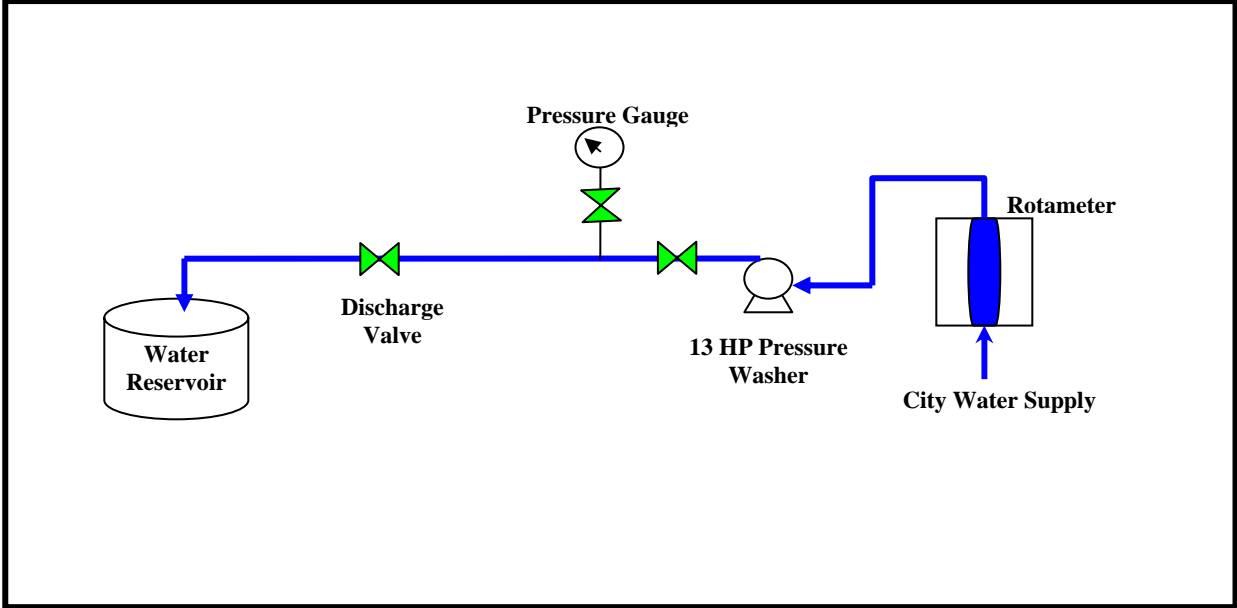 Pressure Gauge
Rotameter
Discharge
Valve
13 HP Pressure
Washer
Water
Reservoir
City Water Supply